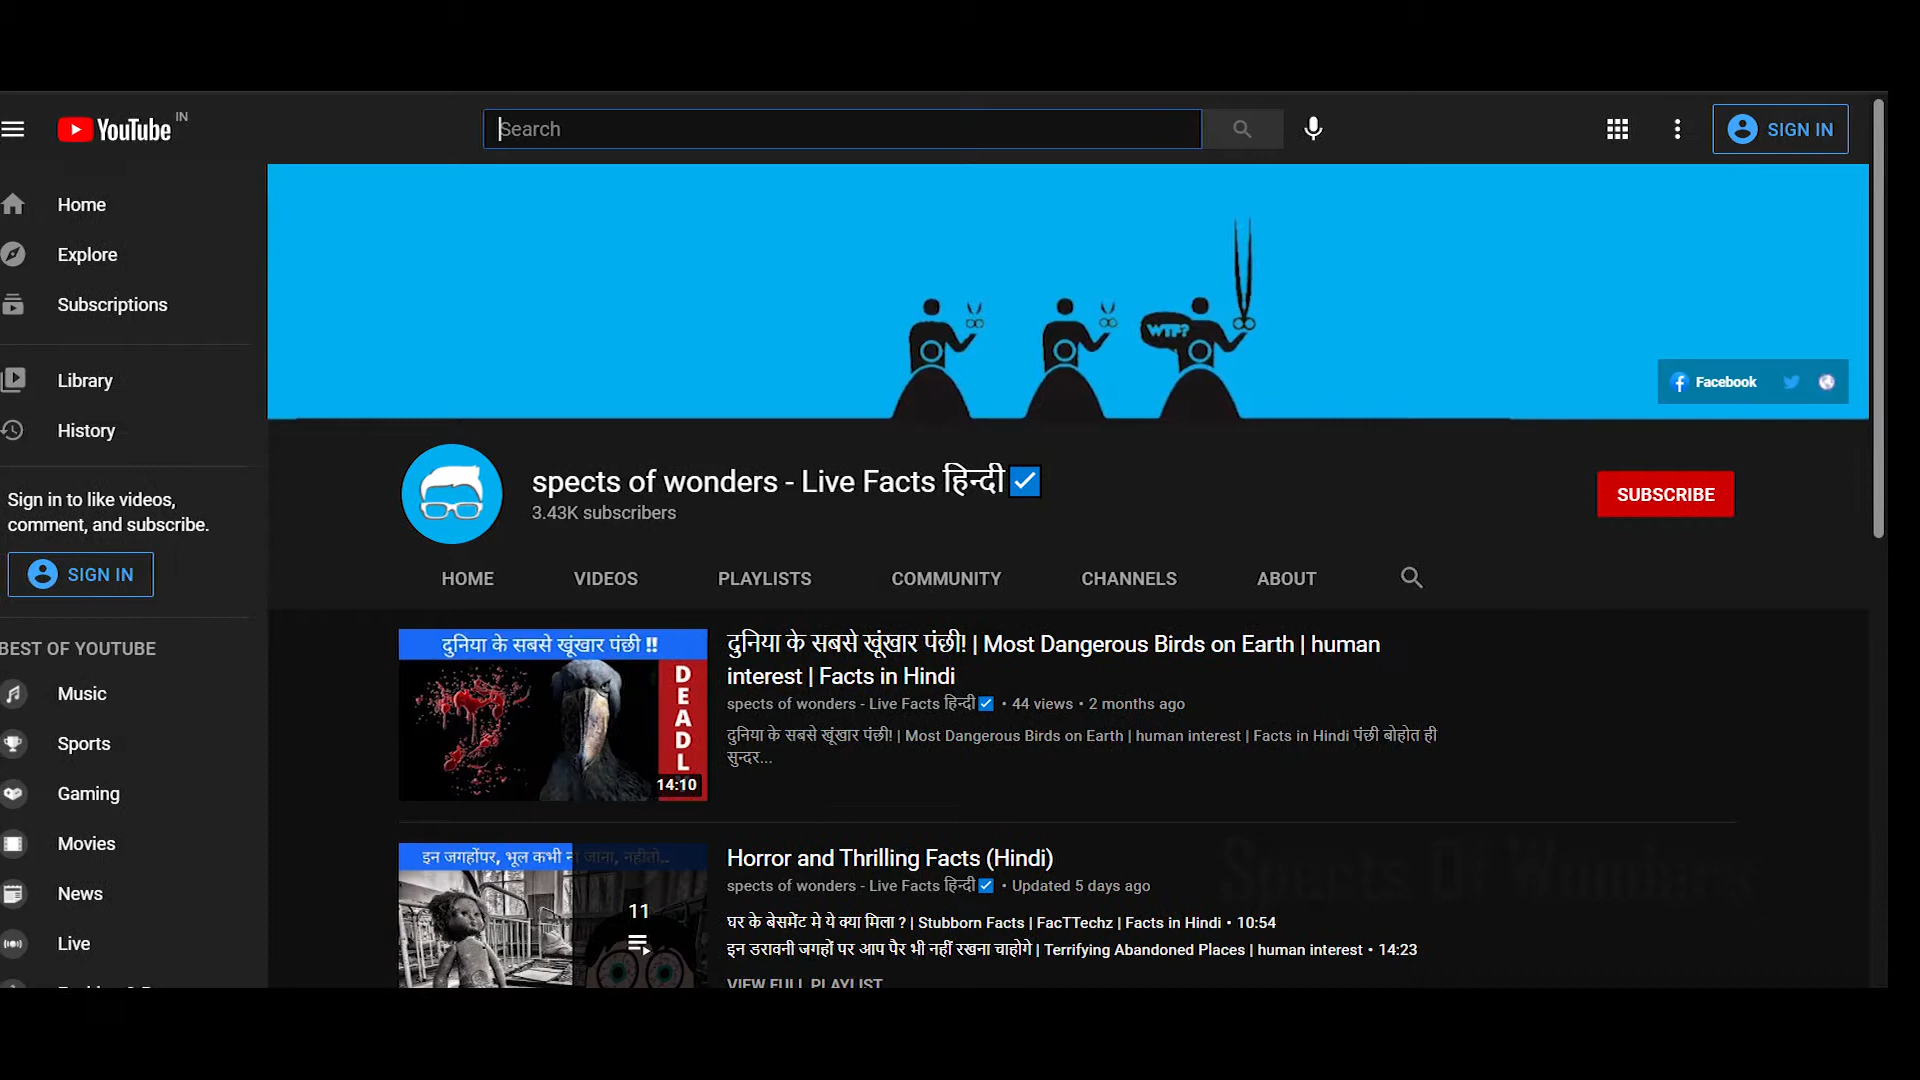 YouTube IN
Search
SIGN IN
Home
Explore
Subscriptions
Library
History
Sign in to like videos,
comment, and subscribe.
SIGN IN
BEST OF YOUTUBE
Music
Sports
Gaming
Movies
News
Live
WTF?
Facebook
spects of wonders - Live Facts हिन्दी
3.43K subscribers
SUBSCRIBE
HOME VIDEOS PLAYLISTS COMMUNITY CHANNELS ABOUT
दुनिया के सबसे खूंखार पंछी !!
DEADL
14:10
दुनिया के सबसे खूंखार पंछी! | Most Dangerous Birds on Earth | human
interest | Facts in Hindi
spects of wonders - Live Facts हिन्दी • 44 views • 2 months ago
दुनिया के सबसे खूंखार पंछी! | Most Dangerous Birds on Earth | human interest | Facts in Hindi पंछी बोहोत ही
सुन्दर...
इन जगहोंपर, भूल कभी ना जाना, नहीतो..
11
Horror and Thrilling Facts (Hindi)
spects of wonders - Live Facts हिन्दी • Updated 5 days ago
घर के बेसमेंट मे ये क्या मिला ? | Stubborn Facts | FacTTechz | Facts in Hindi • 10:54
इन डरावनी जगहों पर आप पैर भी नहीं रखना चाहोगे | Terrifying Abandoned Places | human interest • 14:23
VIEW FULL PLAYLIST
Spects Of Wonders